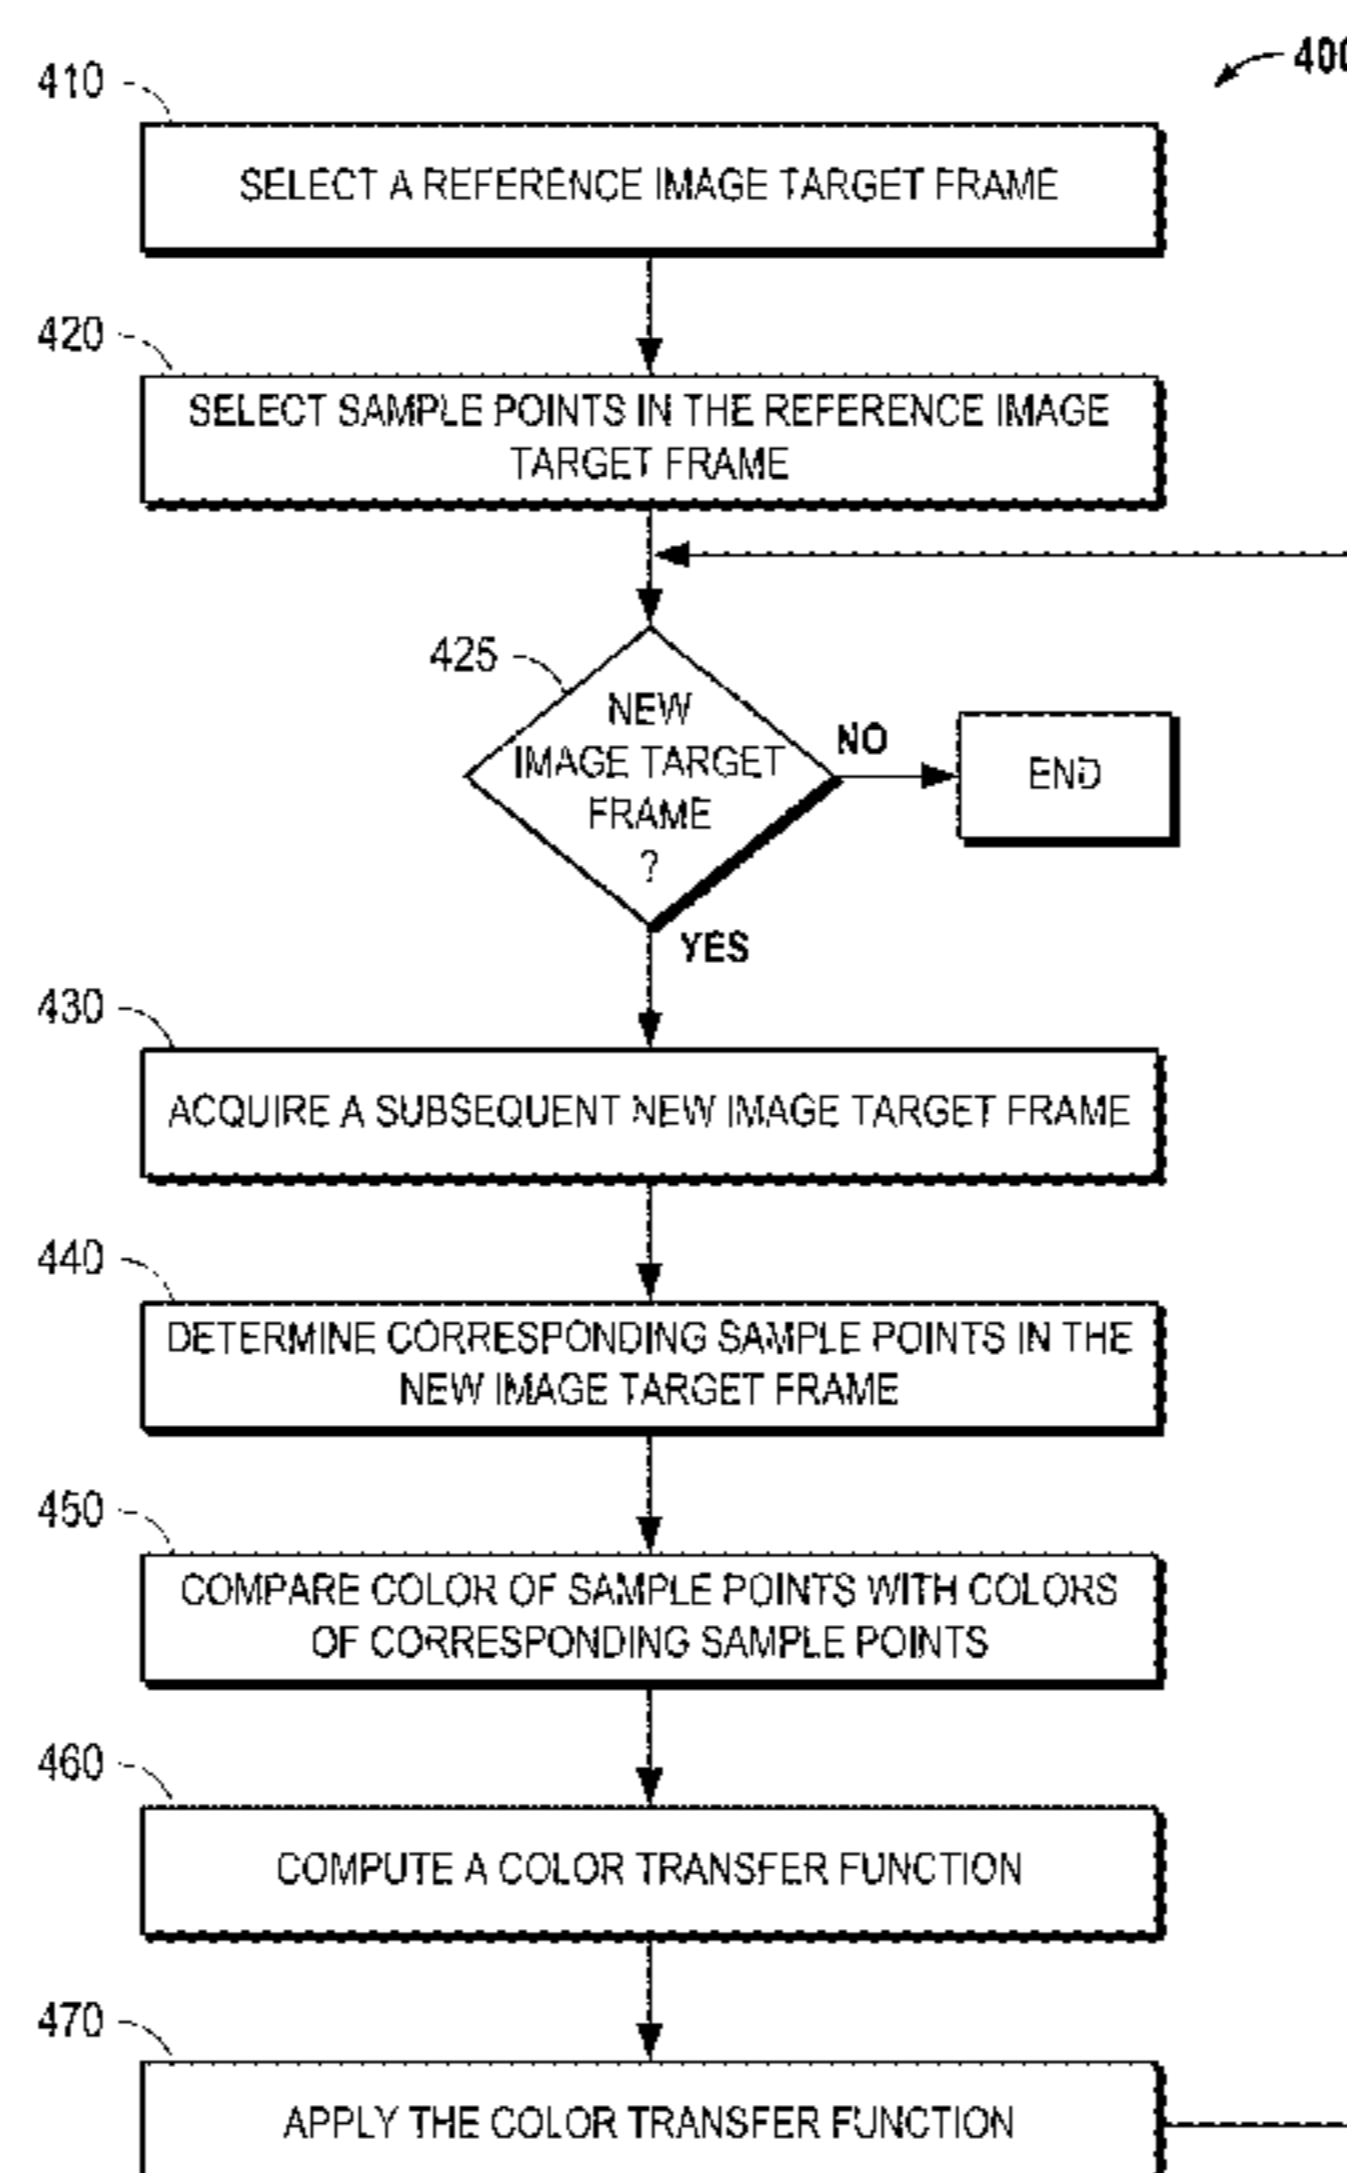 400
410
SELECT A REFERENCE IMAGE TARGET FRAME
420
SELECT SAMPLE POINTS IN THE REFERENCE IMAGE
TARGET FRAME
425
NEW
IMAGE TARGET
FRAME
?
NO
END
YES
430
ACQUIRE A SUBSEQUENT NEW IMAGE TARGET FRAME
440
DETERMINE CORRESPONDING SAMPLE POINTS IN THE
NEW IMAGE TARGET FRAME
450
COMPARE COLOR OF SAMPLE POINTS WITH COLORS
OF CORRESPONDING SAMPLE POINTS
460
COMPUTE A COLOR TRANSFER FUNCTION
470
APPLY THE COLOR TRANSFER FUNCTION